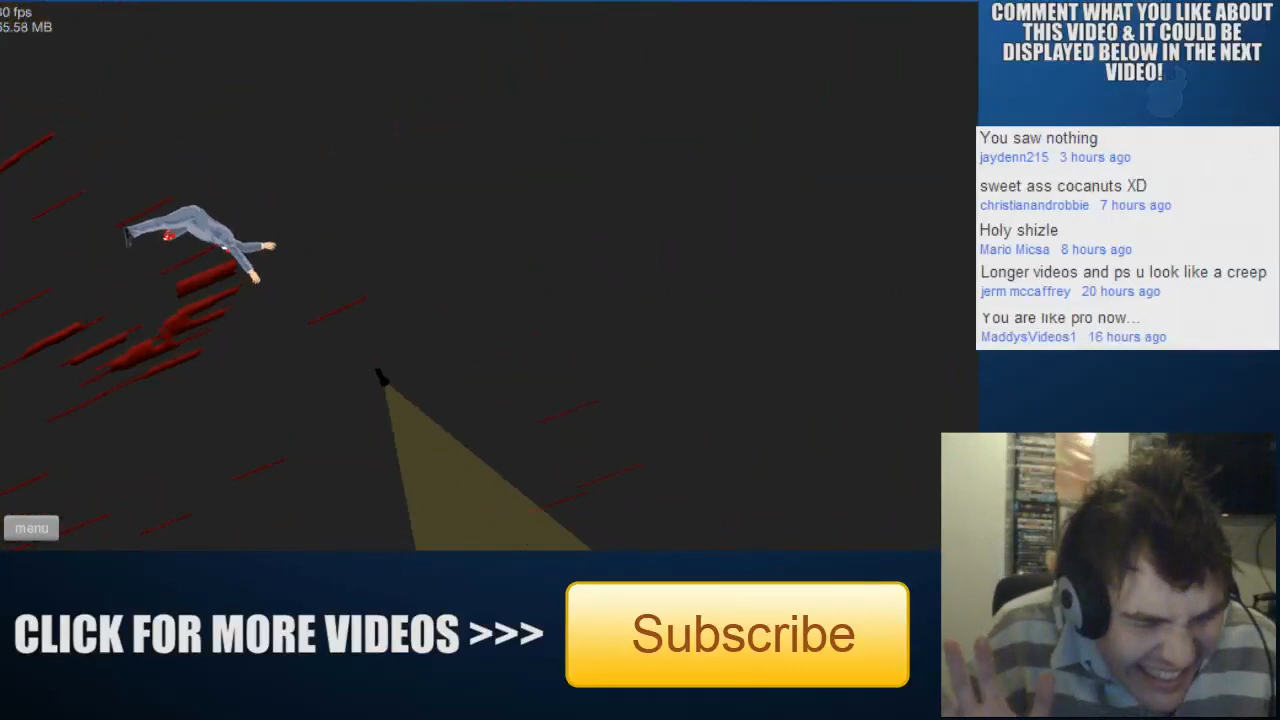 COMMENT WHAT YOU LIKE ABOUT
THIS VIDEO & IT COULD BE
DISPLAYED BELOW IN THE NEXT
VIDEO!
fps
MB
You saw nothing
jaydenn215 3 hours ago
sweet ass cocanuts XD
christianandrobbie 7 hours ago
Holy shizle
Mario Micsa 8 hours ago
Longer videos and ps u look like a creep
jerm mccaffrey 20 hours ago
You are like pro now...
MaddysVideos1 16 hours ago
menu
CLICK FOR MORE VIDEOS >>>
Subscribe